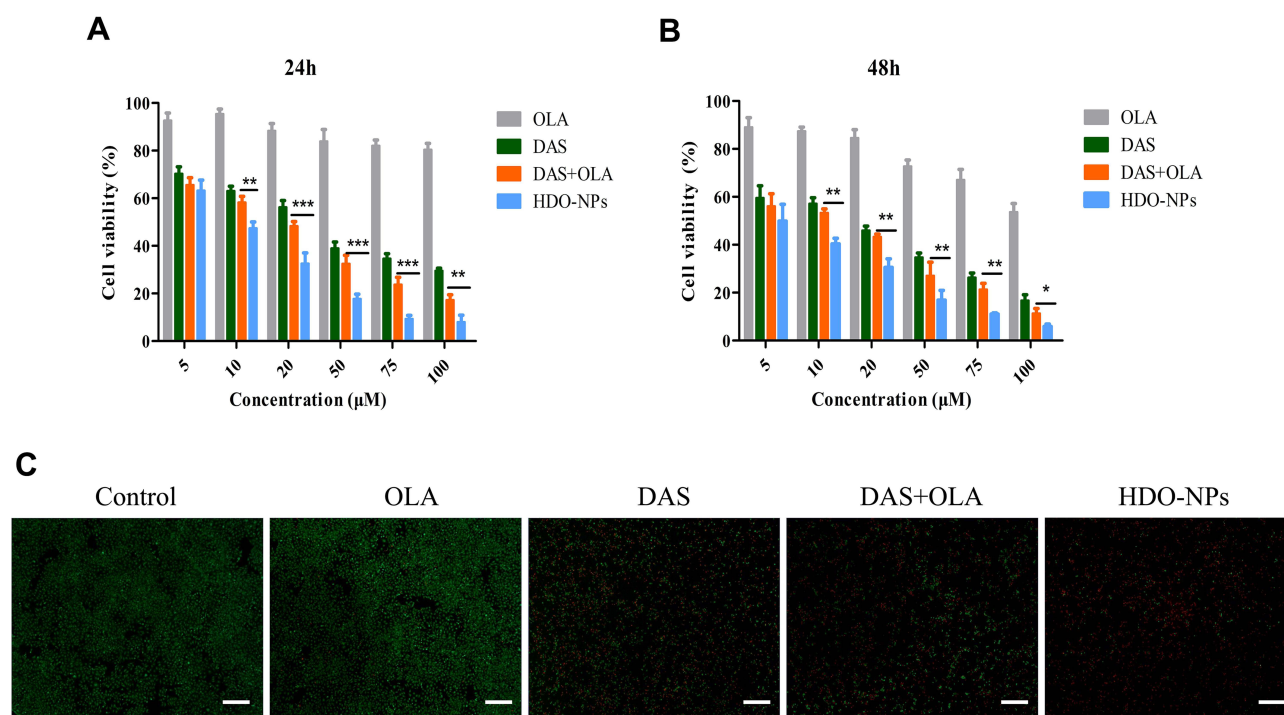 A
24h
Cell viability (%)
100
80
60
40
20
0
** *** *** *** **
5 10 20 50 75 100
Concentration (μM)
OLA
DAS
DAS+OLA
HDO-NPs
B
48h
Cell viability (%)
100
80
60
40
20
0
** ** ** ** *
5 10 20 50 75 100
Concentration (μM)
OLA
DAS
DAS+OLA
HDO-NPs
C
Control OLA DAS DAS+OLA HDO-NPs